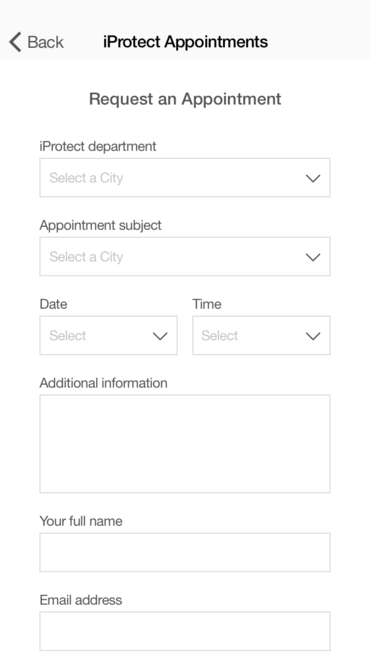 Back
iProtect Appointments
Request an Appointment
iProtect department
Select a City
Appointment subject
Select a City
Date
Time
Select
Select
Additional information
Your full name
Email address